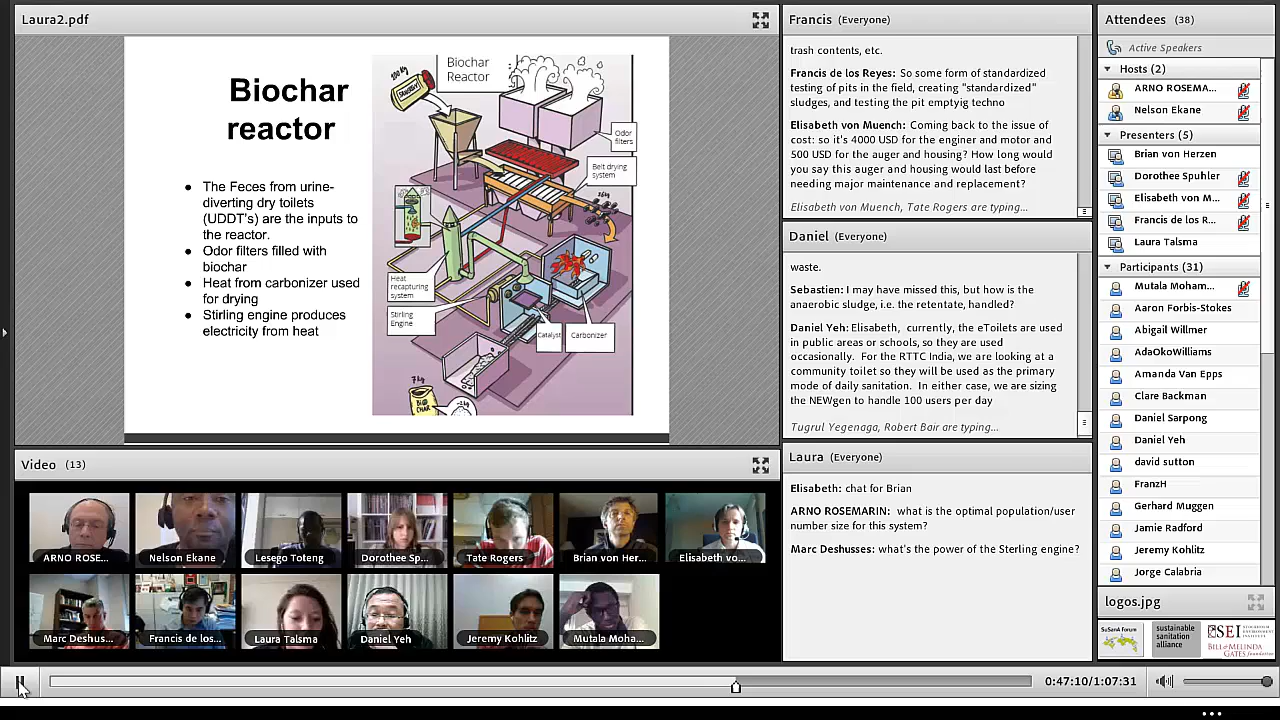 Laura2.pdf
Biochar
reactor
● The Feces from urine-
diverting dry toilets
(UDDT's) are the inputs to
the reactor.
● Odor filters filled with
biochar
● Heat from carbonizer used
for drying
● Stirling engine produces
electricity from heat
Biochar
Reactor
Odor
filters
Belt drying
system
Heat
recapturing
system
Stirling
Engine
Catalyst
Carbonizer
7 kg
BIO
CHAR
Video (13)
ARNO ROSE...
Nelson Ekane
Lesego Toteng
Dorothee Sp...
Tate Rogers
Brian von Her...
Elisabeth vo...
Marc Deshus...
Francis de los...
Laura Talsma
Daniel Yeh
Jeremy Kohlitz
Mutala Moha...
0:47:10/1:07:31
Francis (Everyone)
trash contents, etc.
Francis de los Reyes: So some form of standardized
testing of pits in the field, creating "standardized"
sludges, and testing the pit emptyig techno
Elisabeth von Muench: Coming back to the issue of
cost: so it's 4000 USD for the enginer and motor and
500 USD for the auger and housing? How long would
you say this auger and housing would last before
needing major maintenance and replacement?
Elisabeth von Muench, Tate Rogers are typing...
Daniel (Everyone)
waste.
Sebastien: I may have missed this, but how is the
anaerobic sludge, i.e. the retentate, handled?
Daniel Yeh: Elisabeth, currently, the eToilets are used
in public areas or schools, so they are used
occasionally. For the RTTC India, we are looking at a
community toilet so they will be used as the primary
mode of daily sanitation. In either case, we are sizing
the NEWgen to handle 100 users per day
Tugrul Yegenaga, Robert Bair are typing...
Laura (Everyone)
Elisabeth: chat for Brian
ARNO ROSEMARIN: what is the optimal population/user
number size for this system?
Marc Deshusses: what's the power of the sterling engine?
Attendees (38)
Active Speakers
Hosts (2)
ARNO ROSEMA...
Nelson Ekane
Presenters (5)
Brian von Herzen
Dorothee Spuhler
Elisabeth von M...
Francis de los R...
Laura Talsma
Participants (31)
Mutala Moham...
Aaron Forbis-Stokes
Abigail Willmer
AdaOkoWilliams
Amanda Van Epps
Clare Backman
Daniel Sarpong
Daniel Yeh
david sutton
FranzH
Gerhard Muggen
Jamie Radford
Jeremy Kohlitz
Jorge Calabria
logos.jpg
SuSanA forum
sustainable
sanitation
alliance
SEI
BILL & MELINDA
GATES foundation